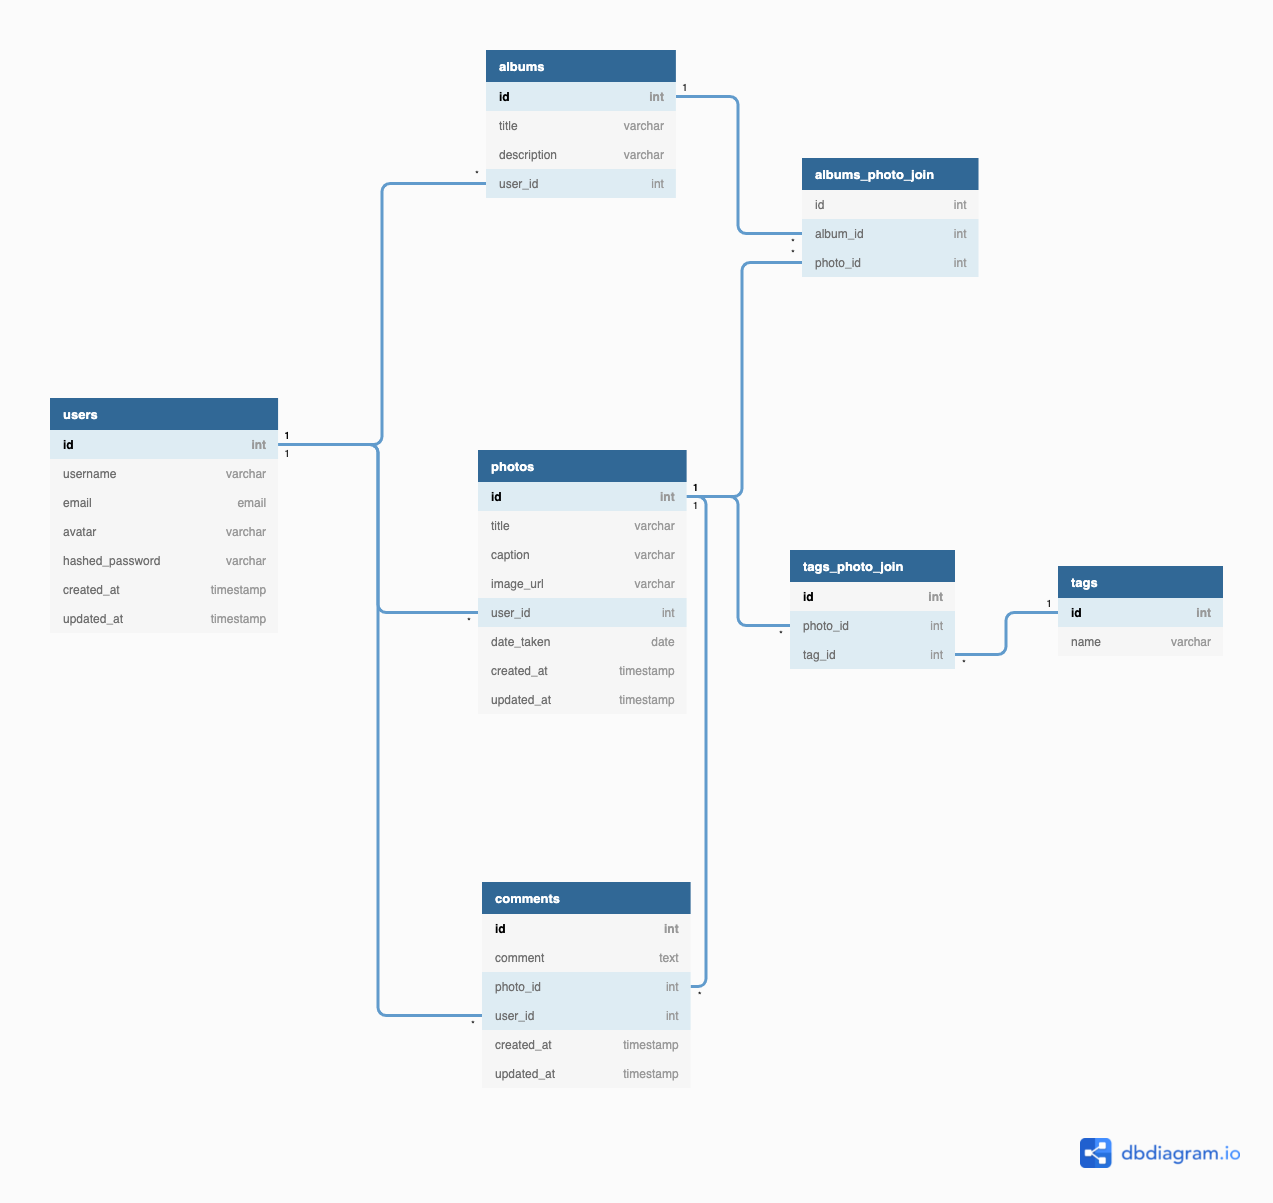 albums
id int
title varchar
description varchar
user_id int
1
*
albums_photo_join
id int
album_id int
photo_id int
*
*
users
id int
username varchar
email email
avatar varchar
hashed_password varchar
created_at timestamp
updated_at timestamp
1
1
photos
id int
title varchar
caption varchar
image_url varchar
user_id int
date_taken date
created_at timestamp
updated_at timestamp
1
1
*
tags_photo_join
id int
photo_id int
tag_id int
*
*
tags
id int
name varchar
1
comments
id int
comment text
photo_id int
user_id int
created_at timestamp
updated_at timestamp
*
*
dbdiagram.io